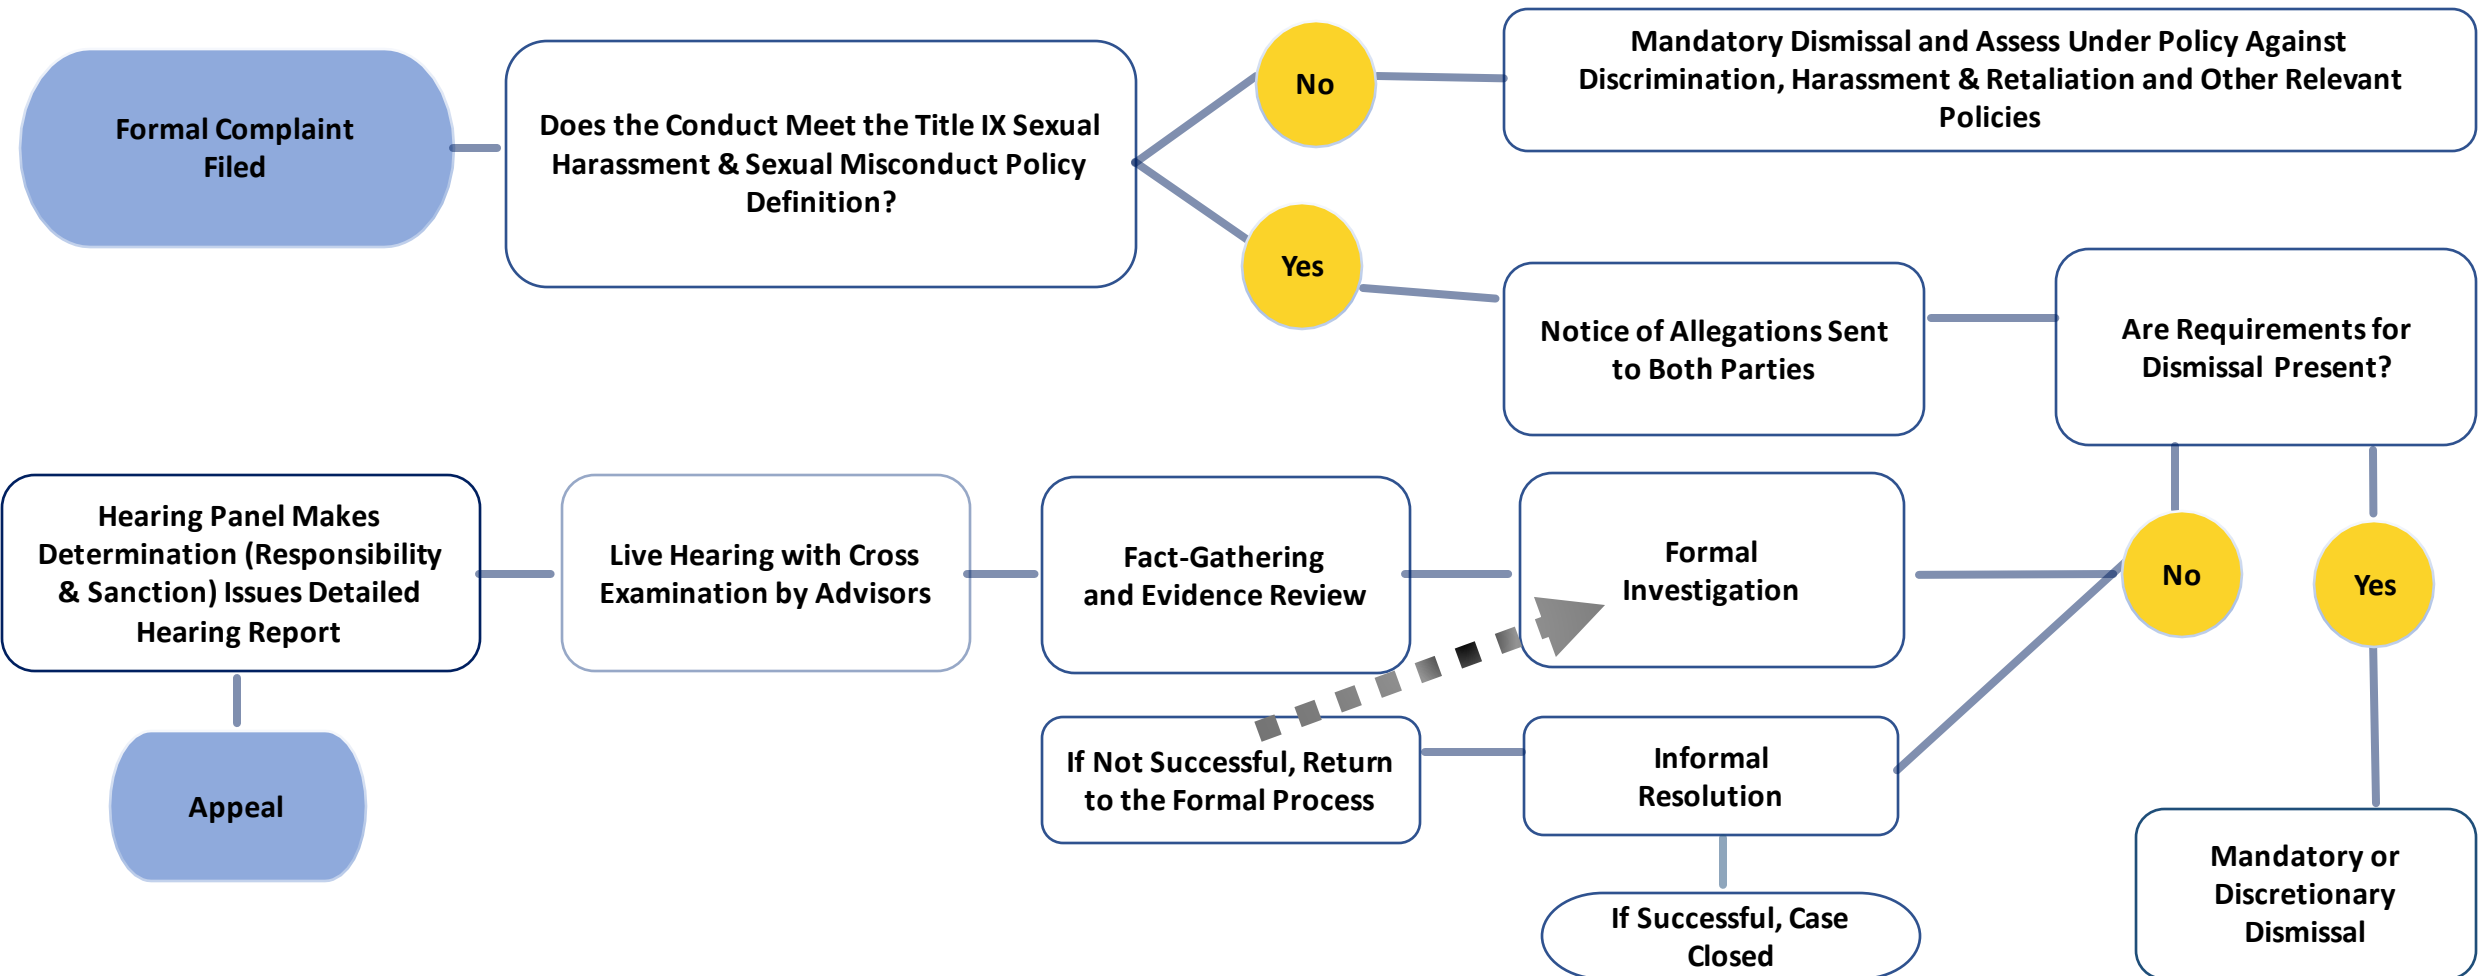 Formal Complaint
Filed
Does the Conduct Meet the Title IX Sexual
Harassment & Sexual Misconduct Policy
Definition?
No
Mandatory Dismissal and Assess Under Policy Against
Discrimination, Harassment & Retaliation and Other Relevant
Policies
Yes
Notice of Allegations Sent
to Both Parties
Are Requirements for
Dismissal Present?
No
Yes
Mandatory or
Discretionary
Dismissal
Formal
Investigation
Fact-Gathering
and Evidence Review
Live Hearing with Cross
Examination by Advisors
Hearing Panel Makes
Determination (Responsibility
& Sanction) Issues Detailed
Hearing Report
Appeal
Informal
Resolution
If Not Successful, Return
to the Formal Process
If Successful, Case
Closed